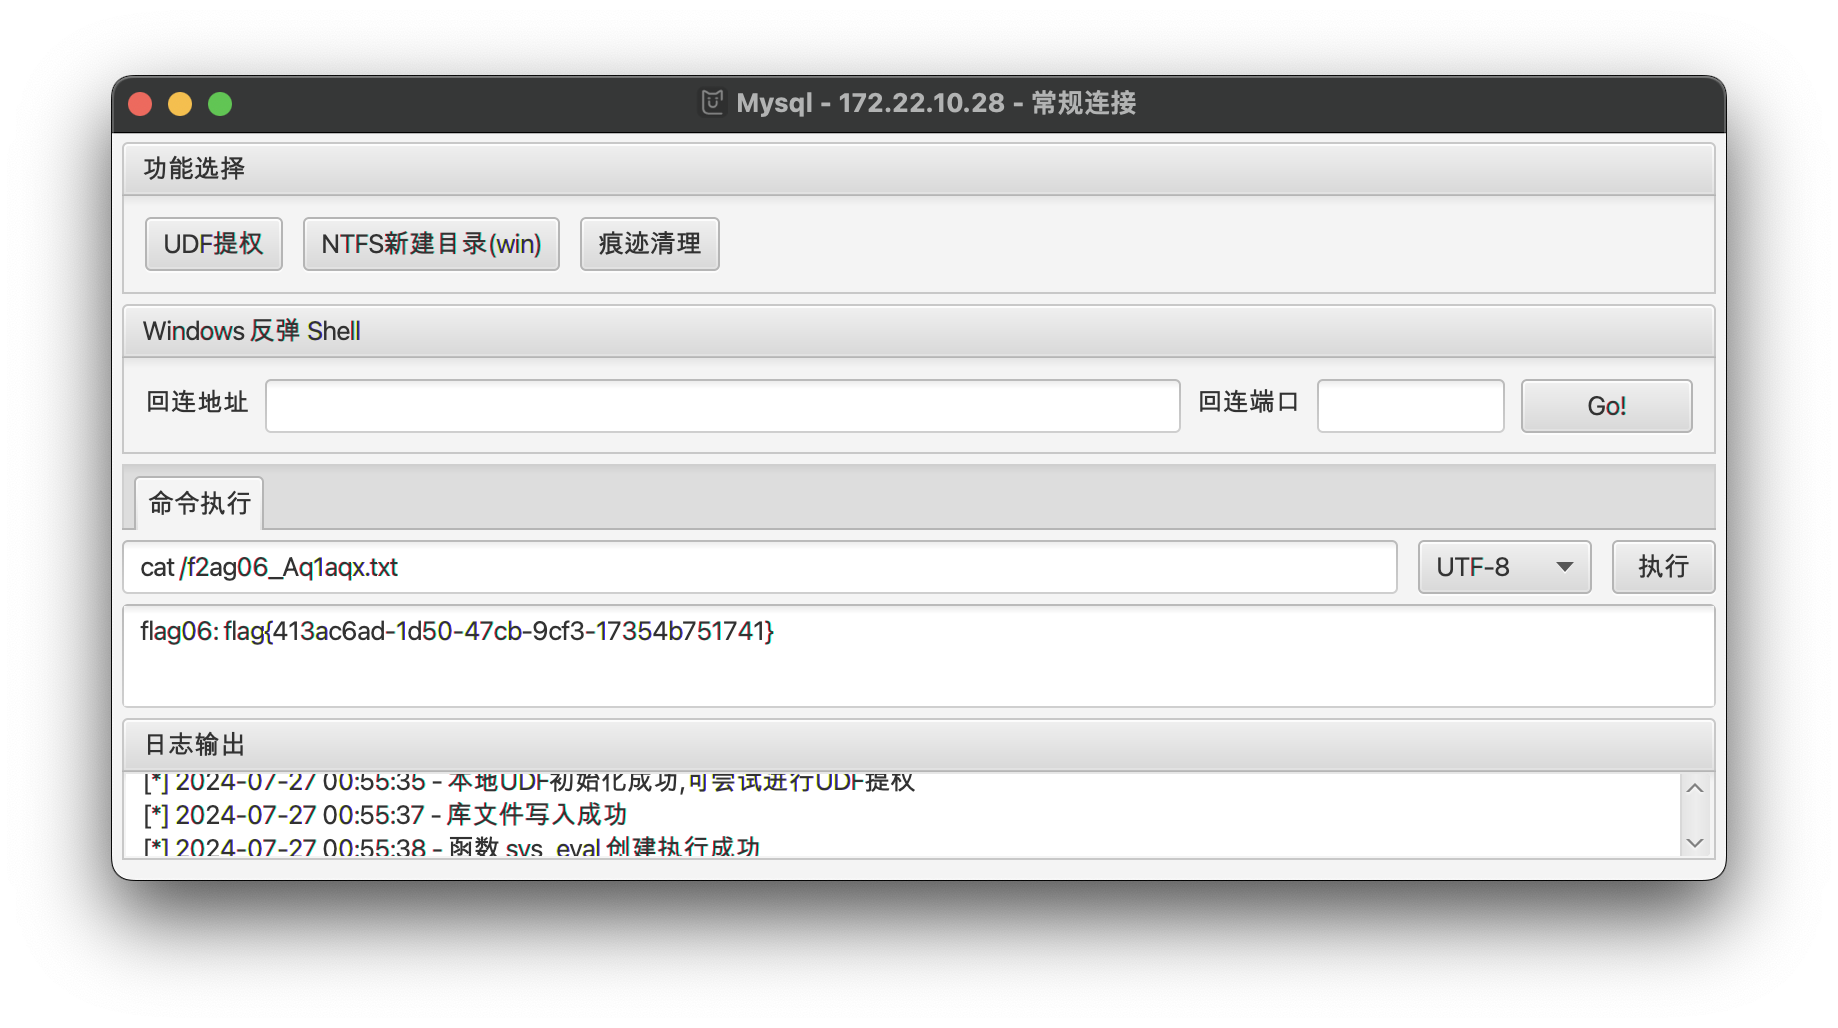 Mysql - 172.22.10.28 - 常规连接
功能选择
UDF提权 NTFS新建目录(win) 痕迹清理
Windows 反弹 Shell
回连地址 回连端口 Go!
命令执行
cat /f2ag06_Aq1aqx.txt UTF-8 执行
flag06: flag{413ac6ad-1d50-47cb-9cf3-17354b751741}
日志输出
[*] 2024-07-27 00:55:35 - 本地UDF初始化成功,可尝试进行UDF提权
[*] 2024-07-27 00:55:37 - 库文件写入成功
[*] 2024-07-27 00:55:38 - 函数 sys_eval 创建执行成功